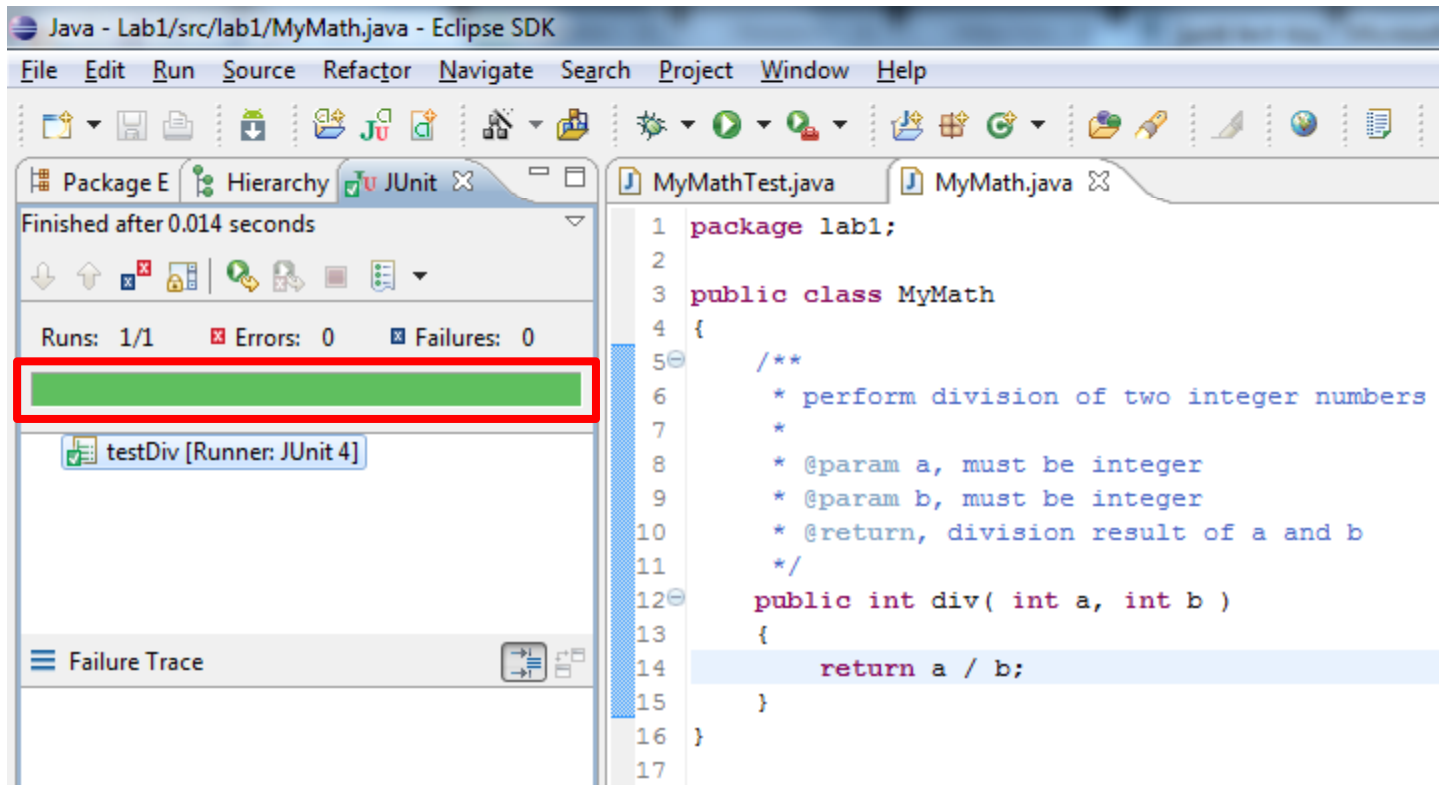 Java - Lab1/src/lab1/MyMath.java - Eclipse SDK
File Edit Run Source Refactor Navigate Search Project Window Help
Package E Hierarchy JUnit
Finished after 0.014 seconds
Runs: 1/1 Errors: 0 Failures: 0
testDiv [Runner: JUnit 4]
Failure Trace
MyMathTest.java MyMath.java
1 package lab1;
2
3 public class MyMath
4 {
5 /**
6 * perform division of two integer numbers
7 *
8 * @param a, must be integer
9 * @param b, must be integer
10 * @return, division result of a and b
11 */
12 public int div( int a, int b )
13 {
14 return a / b;
15 }
16 }
17